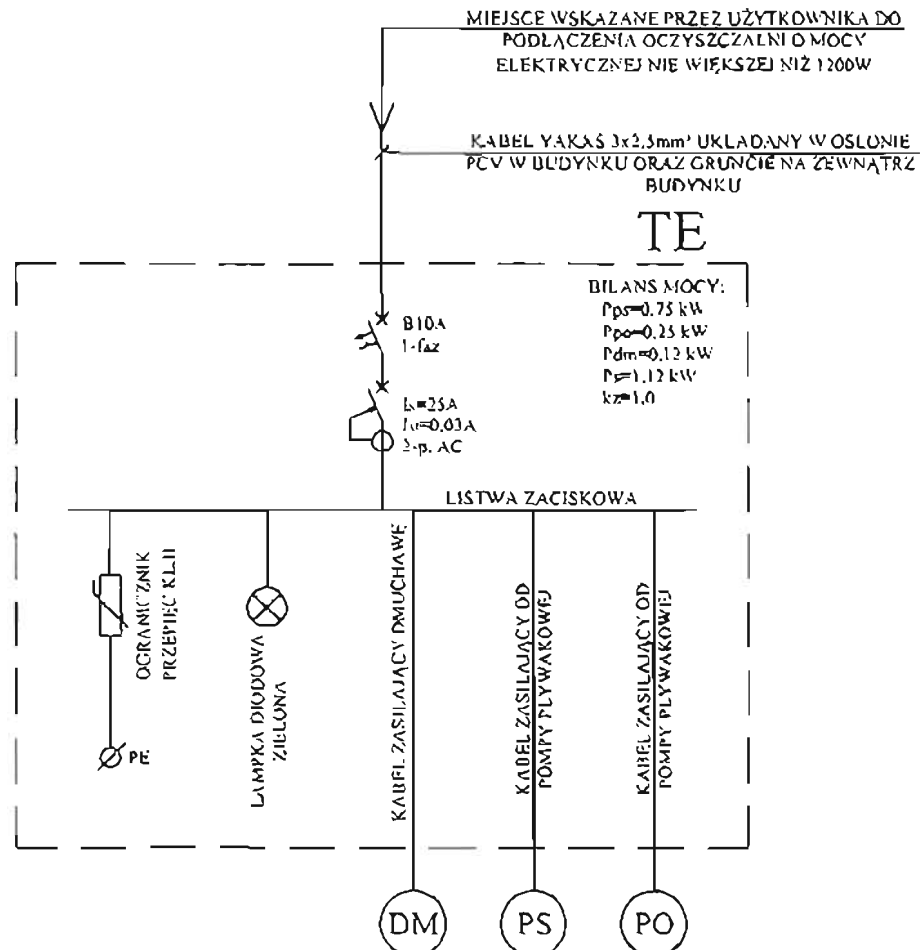 MIEJSCE WSKAZANE PRZEZ UŻYTKOWNIKA DO
PODŁĄCZENIA OCZYSZCZALNI O MOCY
ELEKTRYCZNEJ NIE WIĘKSZEJ NIŻ 1200W
KABEL YAKAS 3x2,5mm² UKŁADANY W OSŁONIE
PCV W BUDYNKU ORAZ GRUNCIE NA ZEWNĄTRZ
BUDYNKU
TE
BILANS MOCY:
Pps=0,75 kW
Ppo=0,25 kW
Pdm=0,12 kW
Ps=1,12 kW
kz=1,0
B10A
1-faz
In=25A
=0,03A
2-p. AC
LISTWA ZACISKOWA
OGRANICZNIK
PRZEPIĘĆ KL.II
PE
LAMPKA DIODOWA
ZIELONA
KABEL ZASILAJĄCY DMUCHAWĘ
KABEL ZASILAJĄCY OD
POMPY PŁYWAKOWEJ
KABEL ZASILAJĄCY OD
POMPY PŁYWAKOWEJ
DM
PS
PO